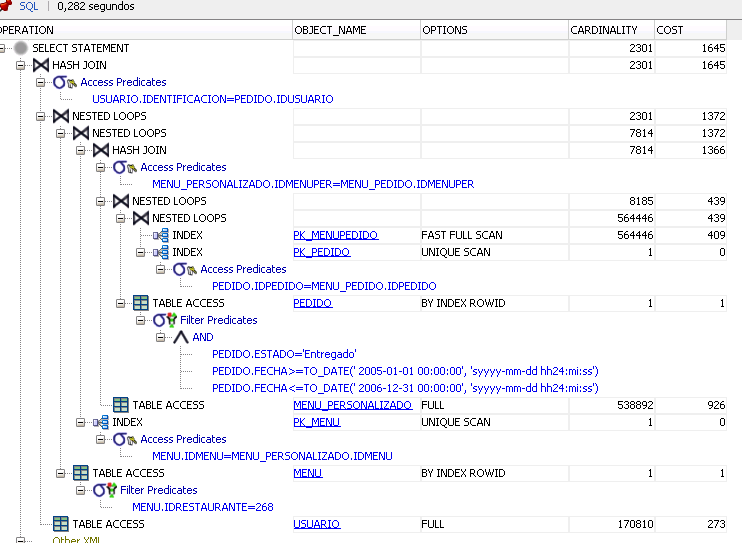 SQL | 0,282 segundos
OPERATION OBJECT_NAME OPTIONS CARDINALITY COST
SELECT STATEMENT 2301 1645
HASH JOIN 2301 1645
Access Predicates
USUARIO.IDENTIFICACION=PEDIDO.IDUSUARIO
NESTED LOOPS 2301 1372
NESTED LOOPS 7814 1372
HASH JOIN 7814 1366
Access Predicates
MENU_PERSONALIZADO.IDMENUPER=MENU_PEDIDO.IDMENUPER
NESTED LOOPS 8185 439
NESTED LOOPS 564446 439
INDEX PK_MENUPEDIDO FAST FULL SCAN 564446 409
INDEX PK_PEDIDO UNIQUE SCAN 1 0
Access Predicates
PEDIDO.IDPEDIDO=MENU_PEDIDO.IDPEDIDO
TABLE ACCESS PEDIDO BY INDEX ROWID 1 1
Filter Predicates
AND
PEDIDO.ESTADO='Entregado'
PEDIDO.FECHA>=TO_DATE(' 2005-01-01 00:00:00', 'syyyy-mm-dd hh24:mi:ss')
PEDIDO.FECHA<=TO_DATE(' 2006-12-31 00:00:00', 'syyyy-mm-dd hh24:mi:ss')
TABLE ACCESS MENU_PERSONALIZADO FULL 538892 926
INDEX PK_MENU UNIQUE SCAN 1 0
Access Predicates
MENU.IDMENU=MENU_PERSONALIZADO.IDMENU
TABLE ACCESS MENU BY INDEX ROWID 1 1
Filter Predicates
MENU.IDRESTAURANTE=268
TABLE ACCESS USUARIO FULL 170810 273
Other XML